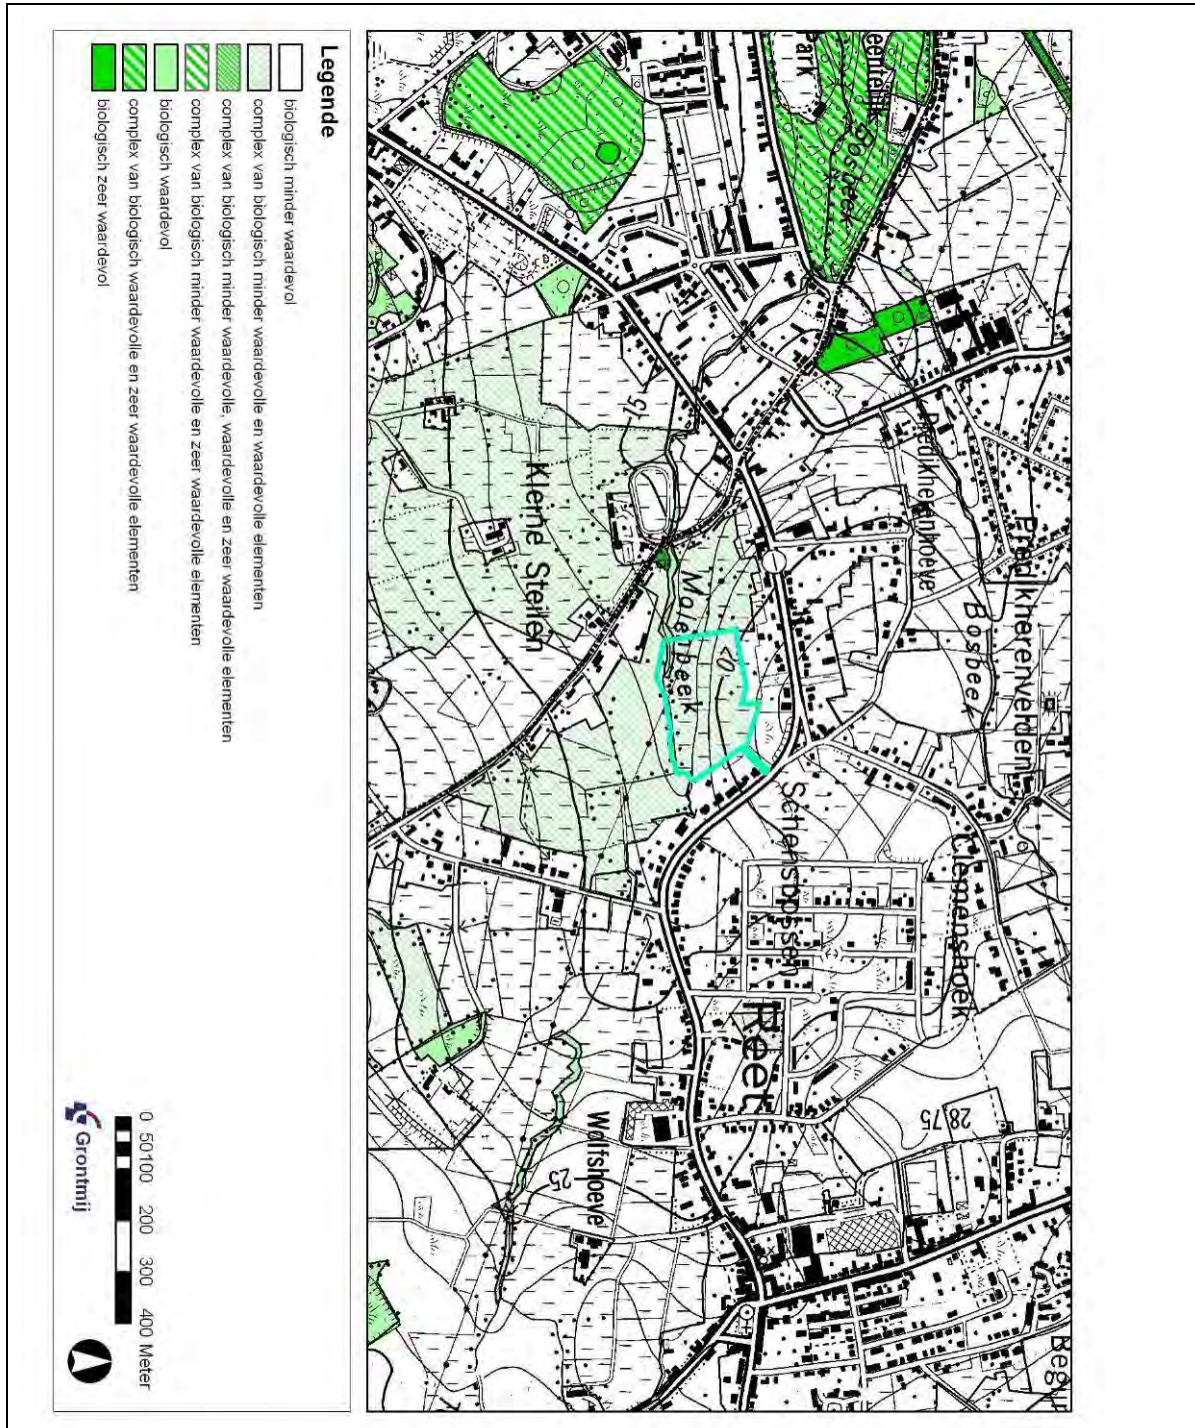 Legende
biologisch minder waardevol
complex van biologisch minder waardevolle en waardevolle elementen
complex van biologisch minder waardevolle, waardevolle en zeer waardevolle elementen
complex van biologisch minder waardevolle en zeer waardevolle elementen
biologisch waardevol
complex van biologisch waardevolle en zeer waardevolle elementen
biologisch zeer waardevol
0 50100 200 300 400 Meter
Grontmij
Park
Bosbeek
Predikherenhoeve
Predikherenvelden
Bosbeek
Clemenshoek
Schensbossen
Molenbeek
Kleine Steilen
Reet
Wolfshoeve
15
20
25
28.75